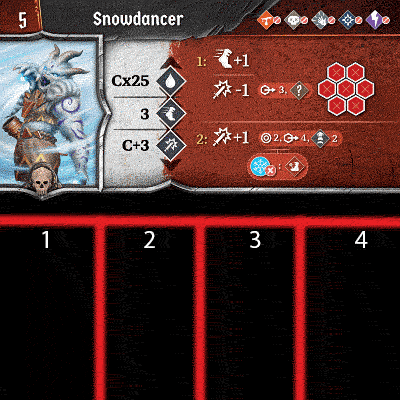 5 Snowdancer
Cx25
3
C+3
1: +1
-1 3, ?
2: +1 2, 4, 2
:
1 2 3 4